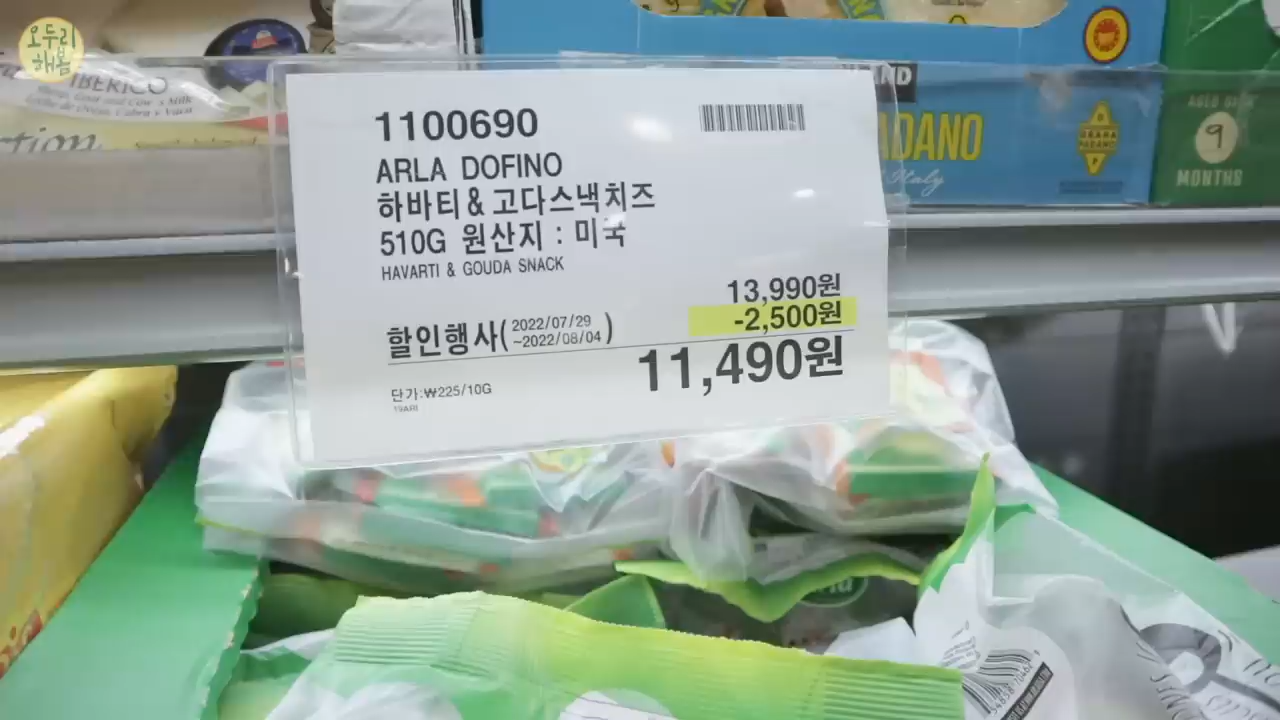 오두리
해봄
IBERICO
1100690
ARLA DOFINO
하바티&고다스낵치즈
510G 원산지 : 미국
HAVARTI & GOUDA SNACK
13,990원
-2,500원
할인행사( 2022/07/29
~2022/08/04 )
11,490원
단가:₩225/10G
ADANO
Italy
GRANA
PADANO
9
MONTHS